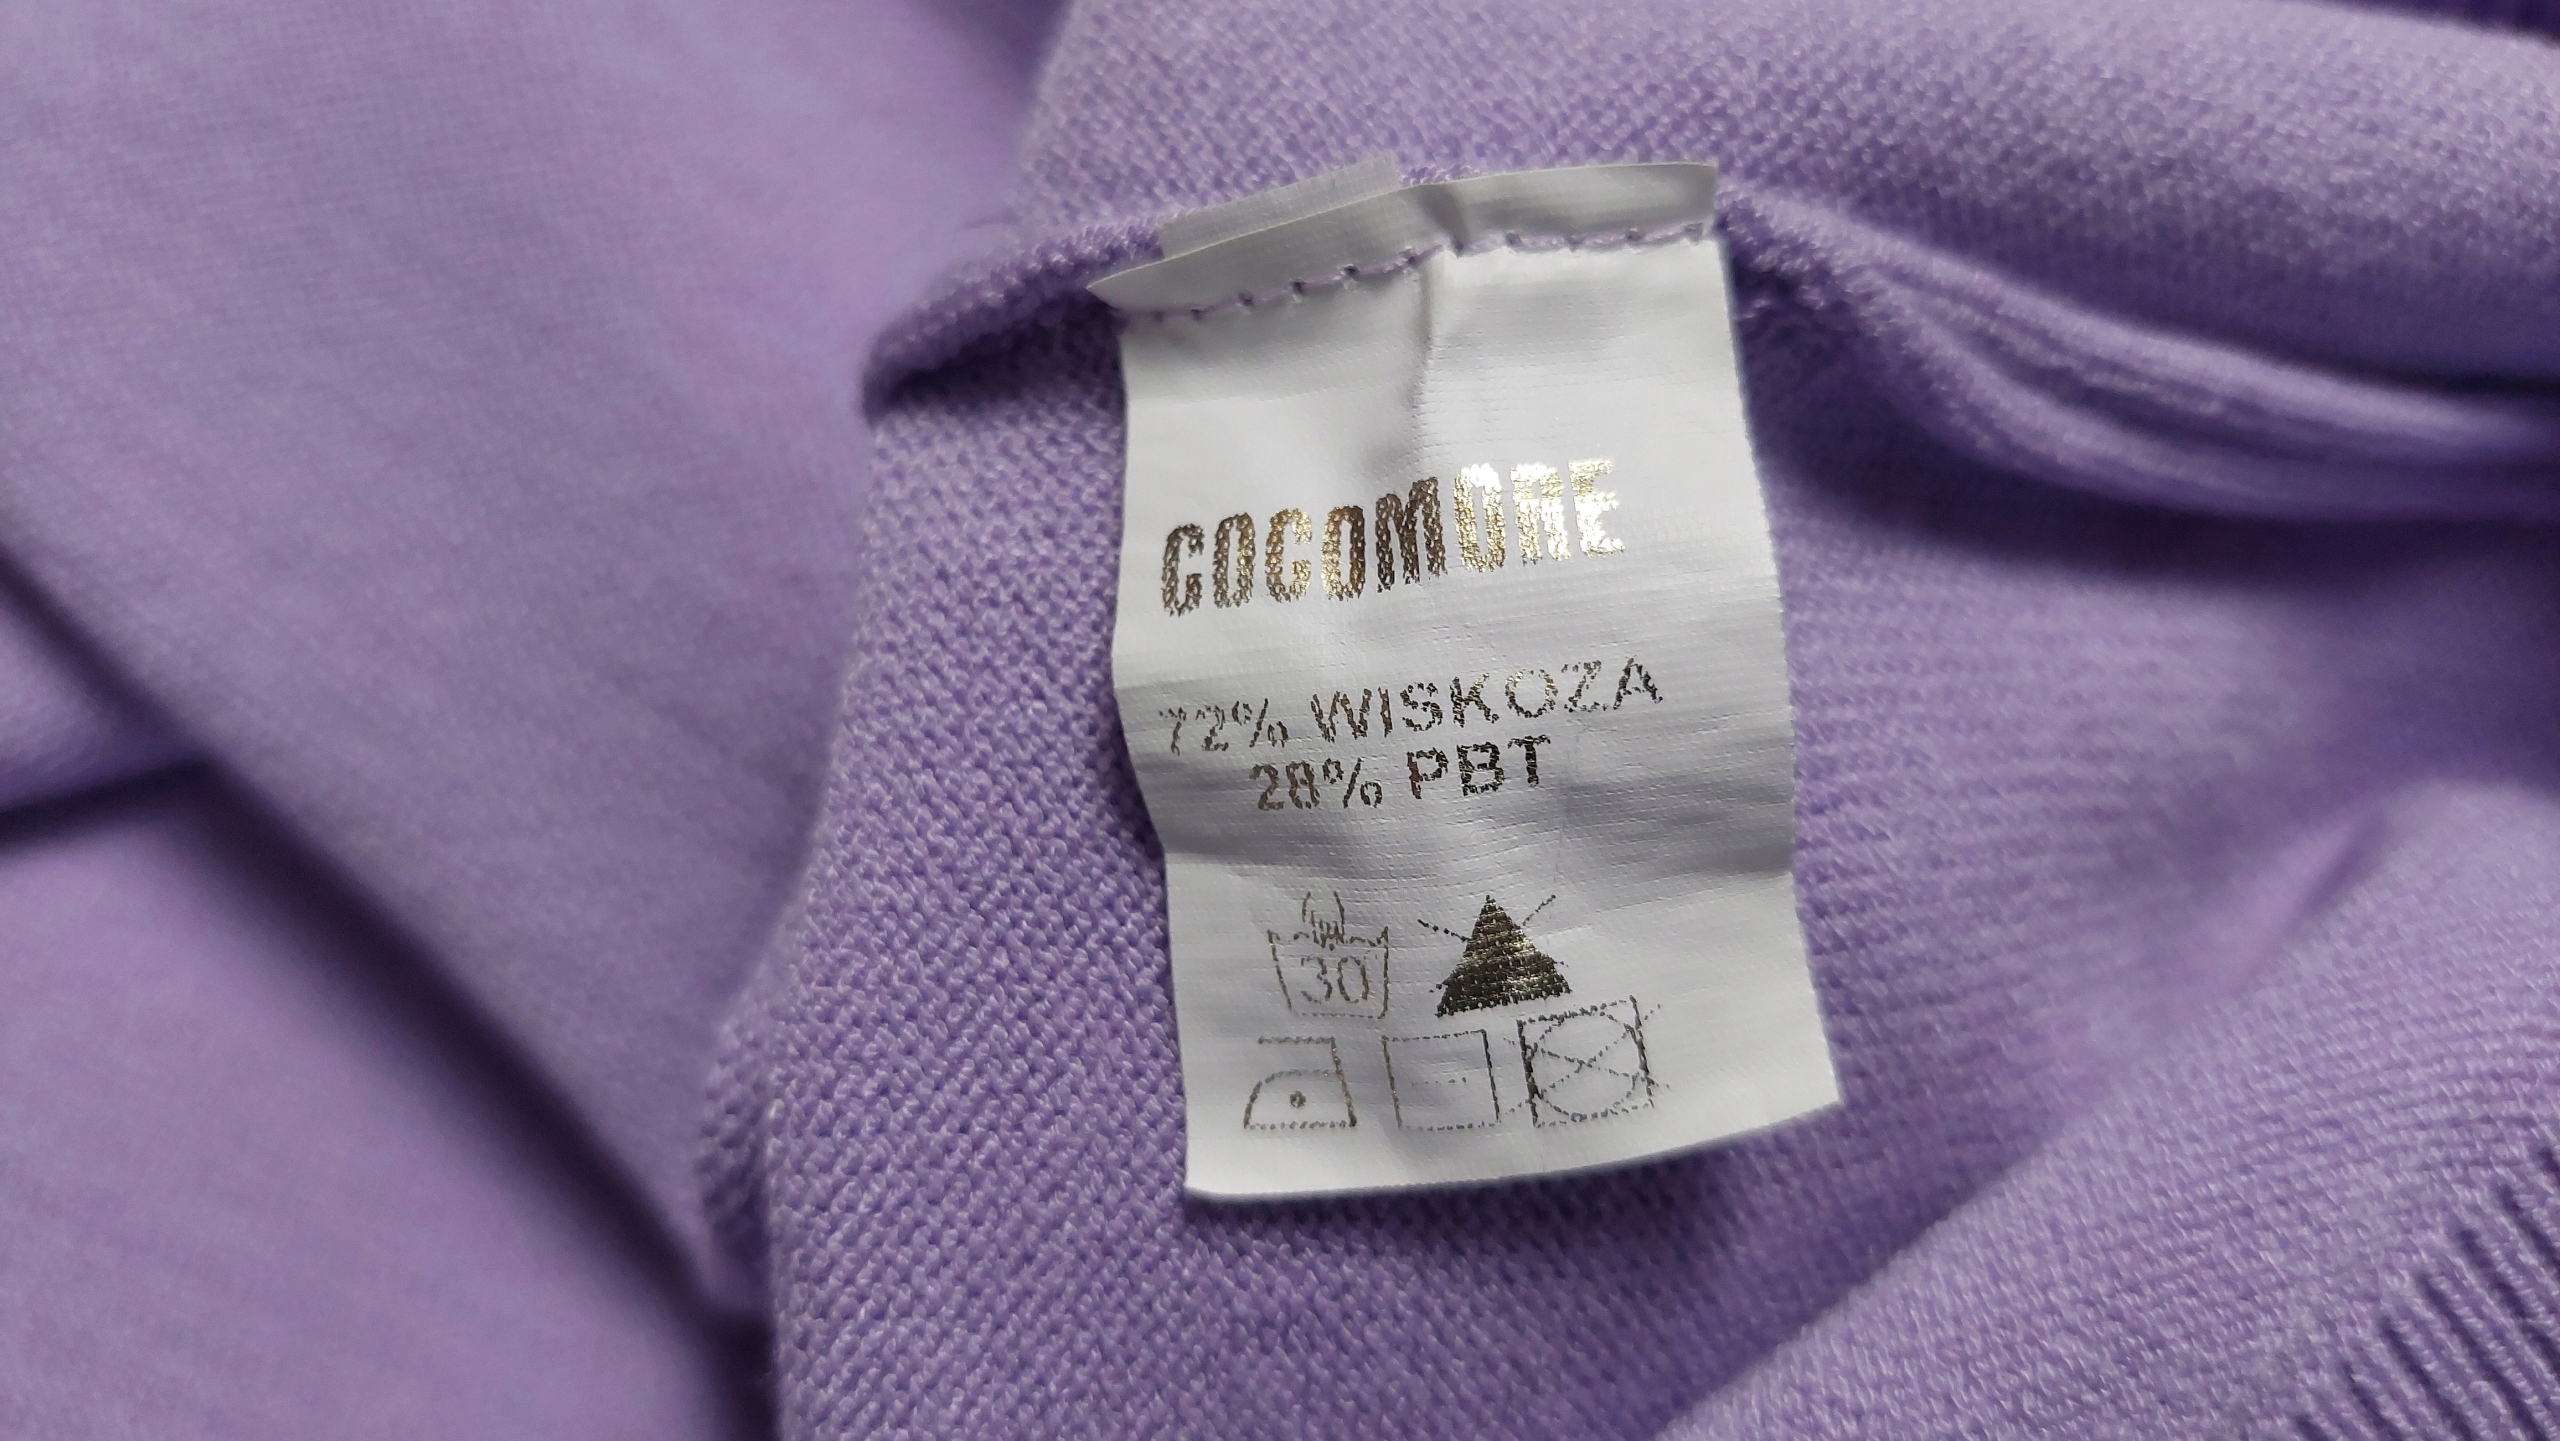 COCOMORE
72% WISKOZA
28% PBT
30